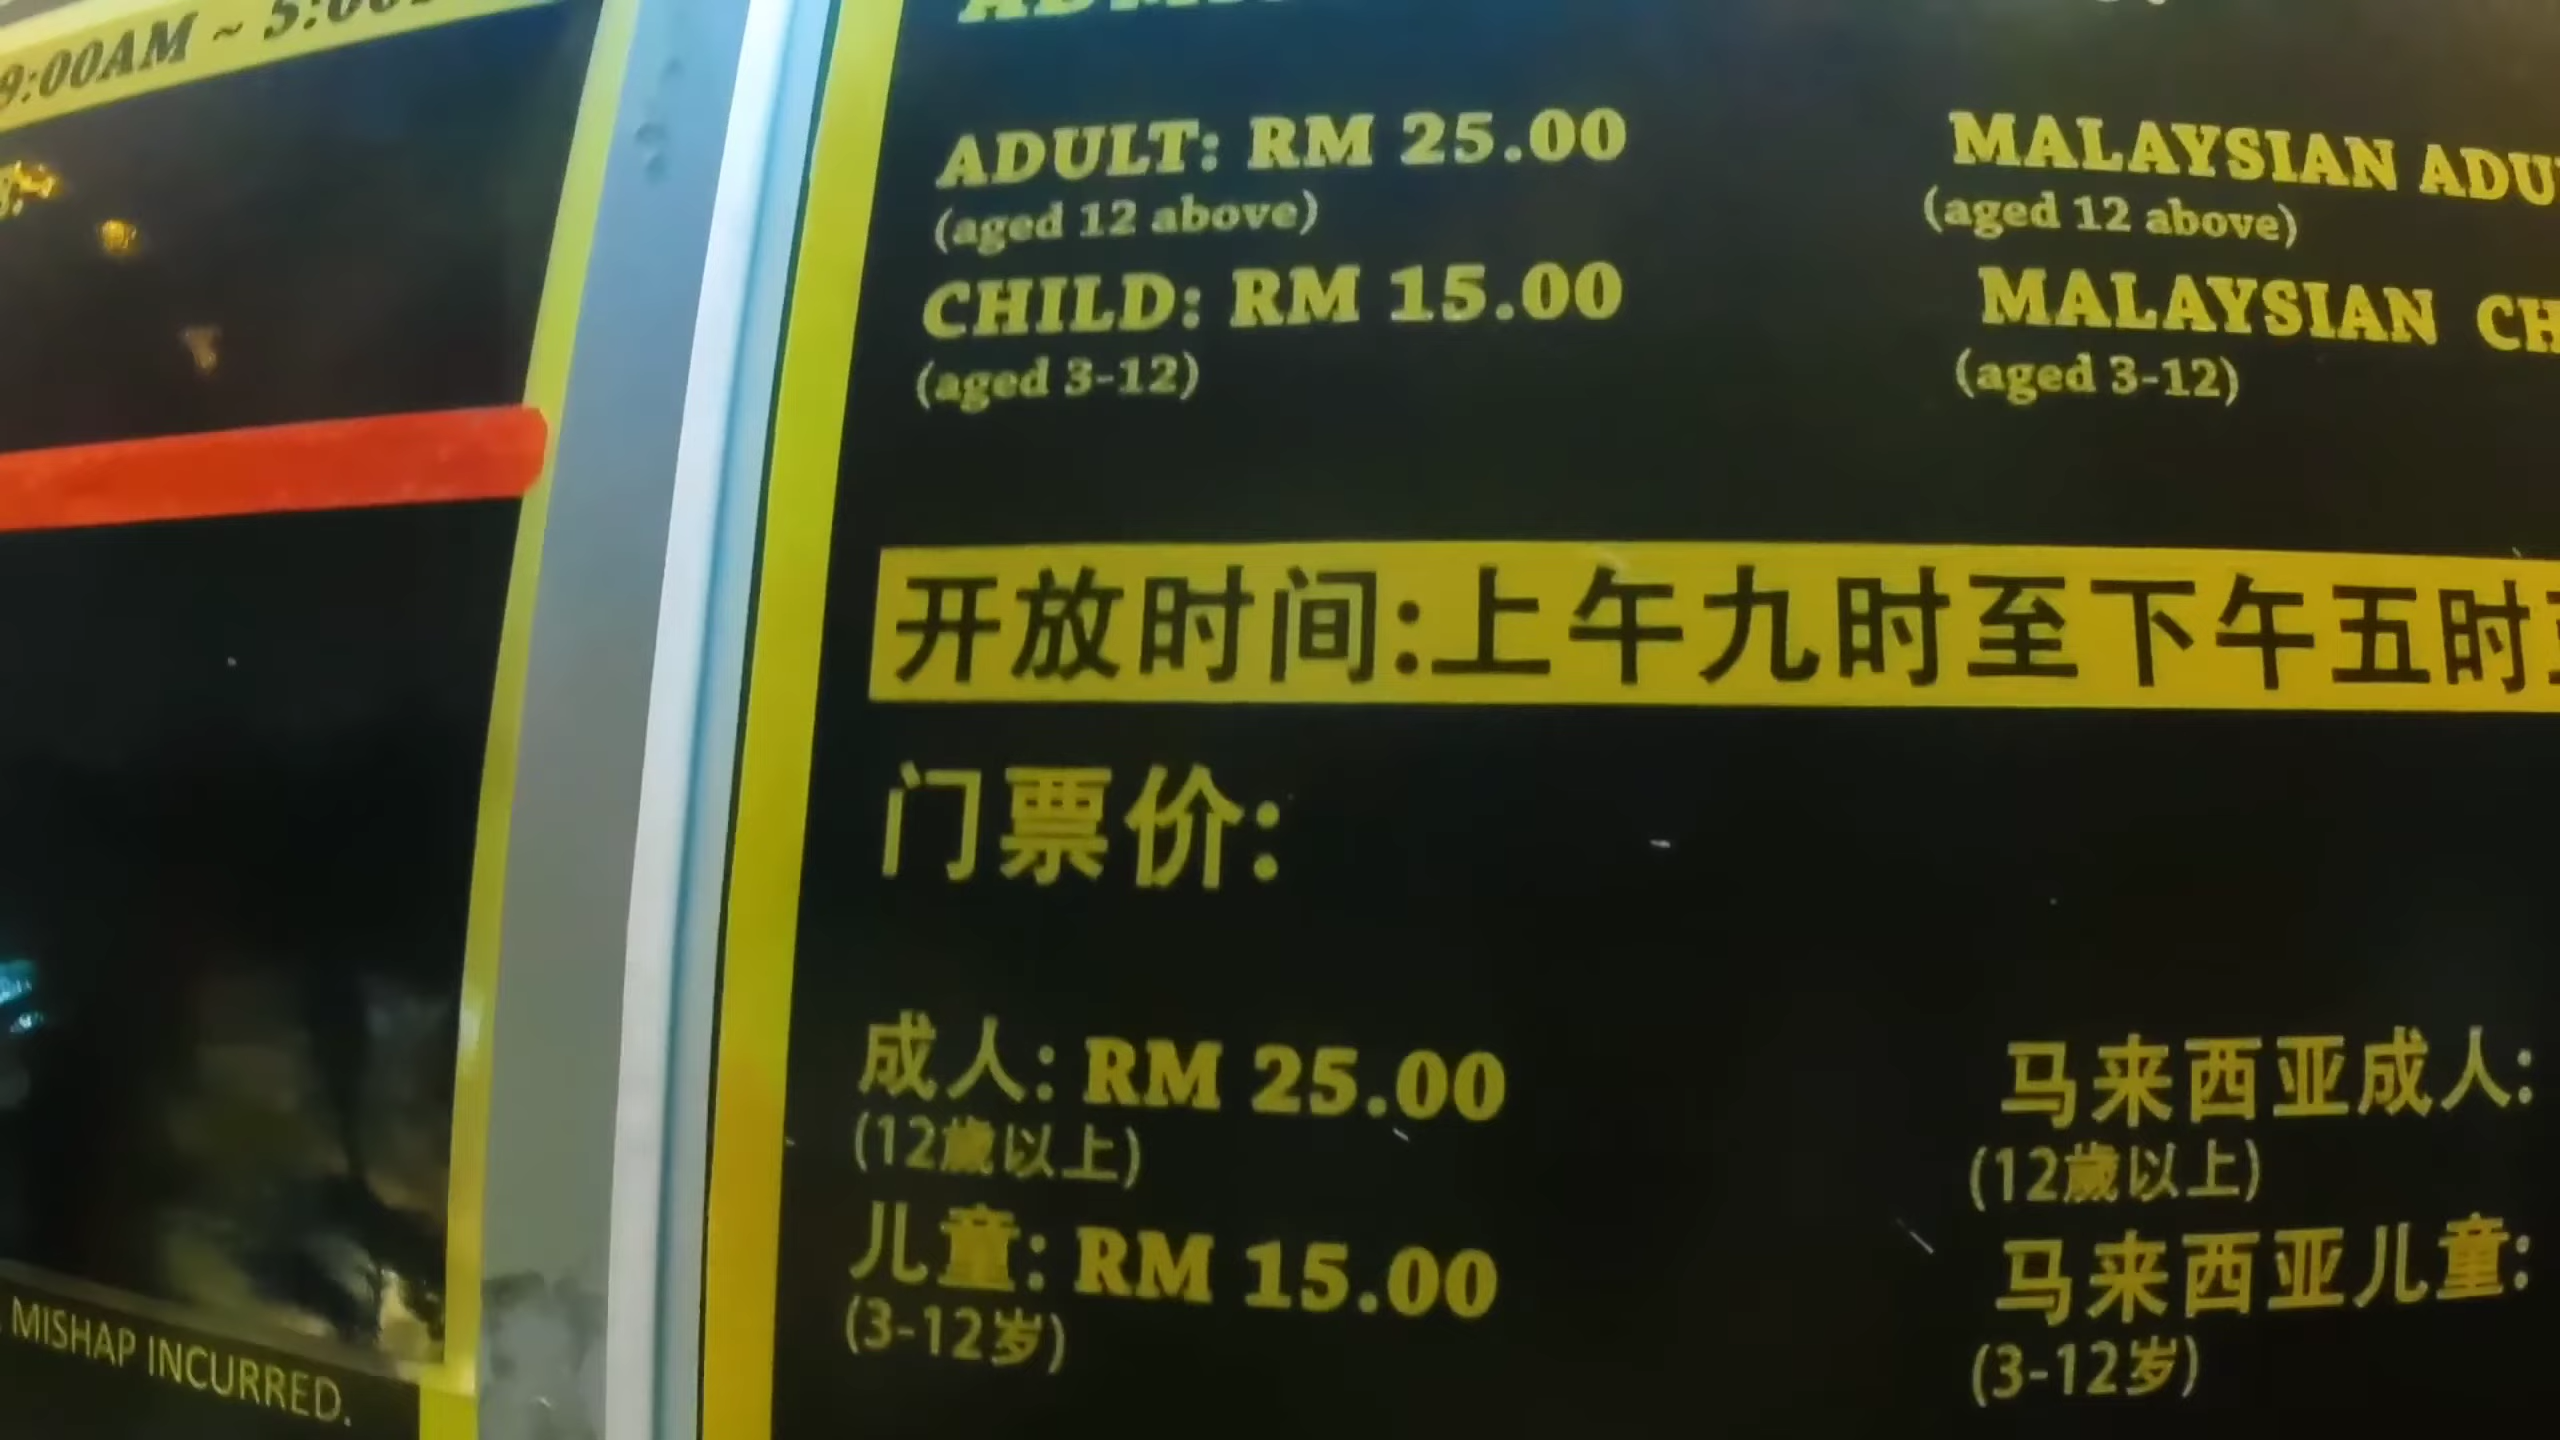 9:00AM ~ 5:00
MISHAP INCURRED.
ADULT: RM 25.00
(aged 12 above)
CHILD: RM 15.00
(aged 3-12)
MALAYSIAN ADU
(aged 12 above)
MALAYSIAN CH
(aged 3-12)
开放时间:上午九时至下午五时
门票价:
成人: RM 25.00
(12歲以上)
儿童: RM 15.00
(3-12岁)
马来西亚成人:
(12歲以上)
马来西亚儿童:
(3-12岁)